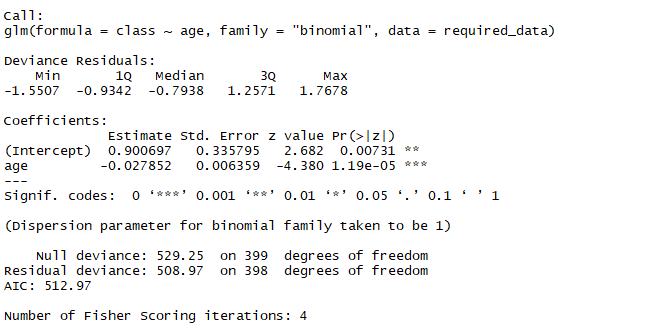 Call:
glm(formula = class ~ age, family = "binomial", data = required_data)
Deviance Residuals:
Min 1Q Median 3Q Max
-1.5507 -0.9342 -0.7938 1.2571 1.7678
Coefficients:
Estimate Std. Error z value Pr(>|z|)
(Intercept) 0.900697 0.335795 2.682 0.00731 **
age -0.027852 0.006359 -4.380 1.19e-05 ***
---
Signif. codes: 0 ‘***’ 0.001 ‘**’ 0.01 ‘*’ 0.05 ‘.’ 0.1 ‘ ’ 1
(Dispersion parameter for binomial family taken to be 1)
Null deviance: 529.25 on 399 degrees of freedom
Residual deviance: 508.97 on 398 degrees of freedom
AIC: 512.97
Number of Fisher Scoring iterations: 4